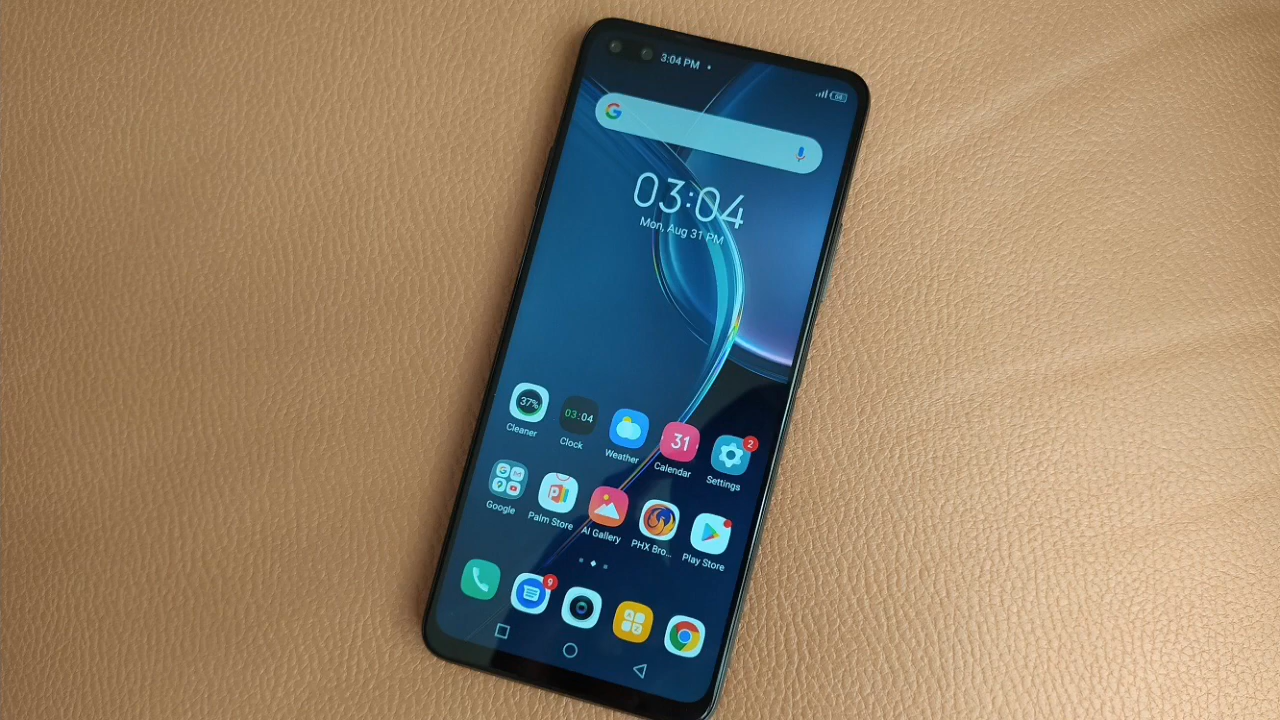 3:04 PM
98
G
03:04
Mon, Aug 31 PM
37%
03:04
31
2
Cleaner
Clock
Weather
Calendar
Settings
Google
Palm Store
AI Gallery
PHX Bro...
Play Store
9